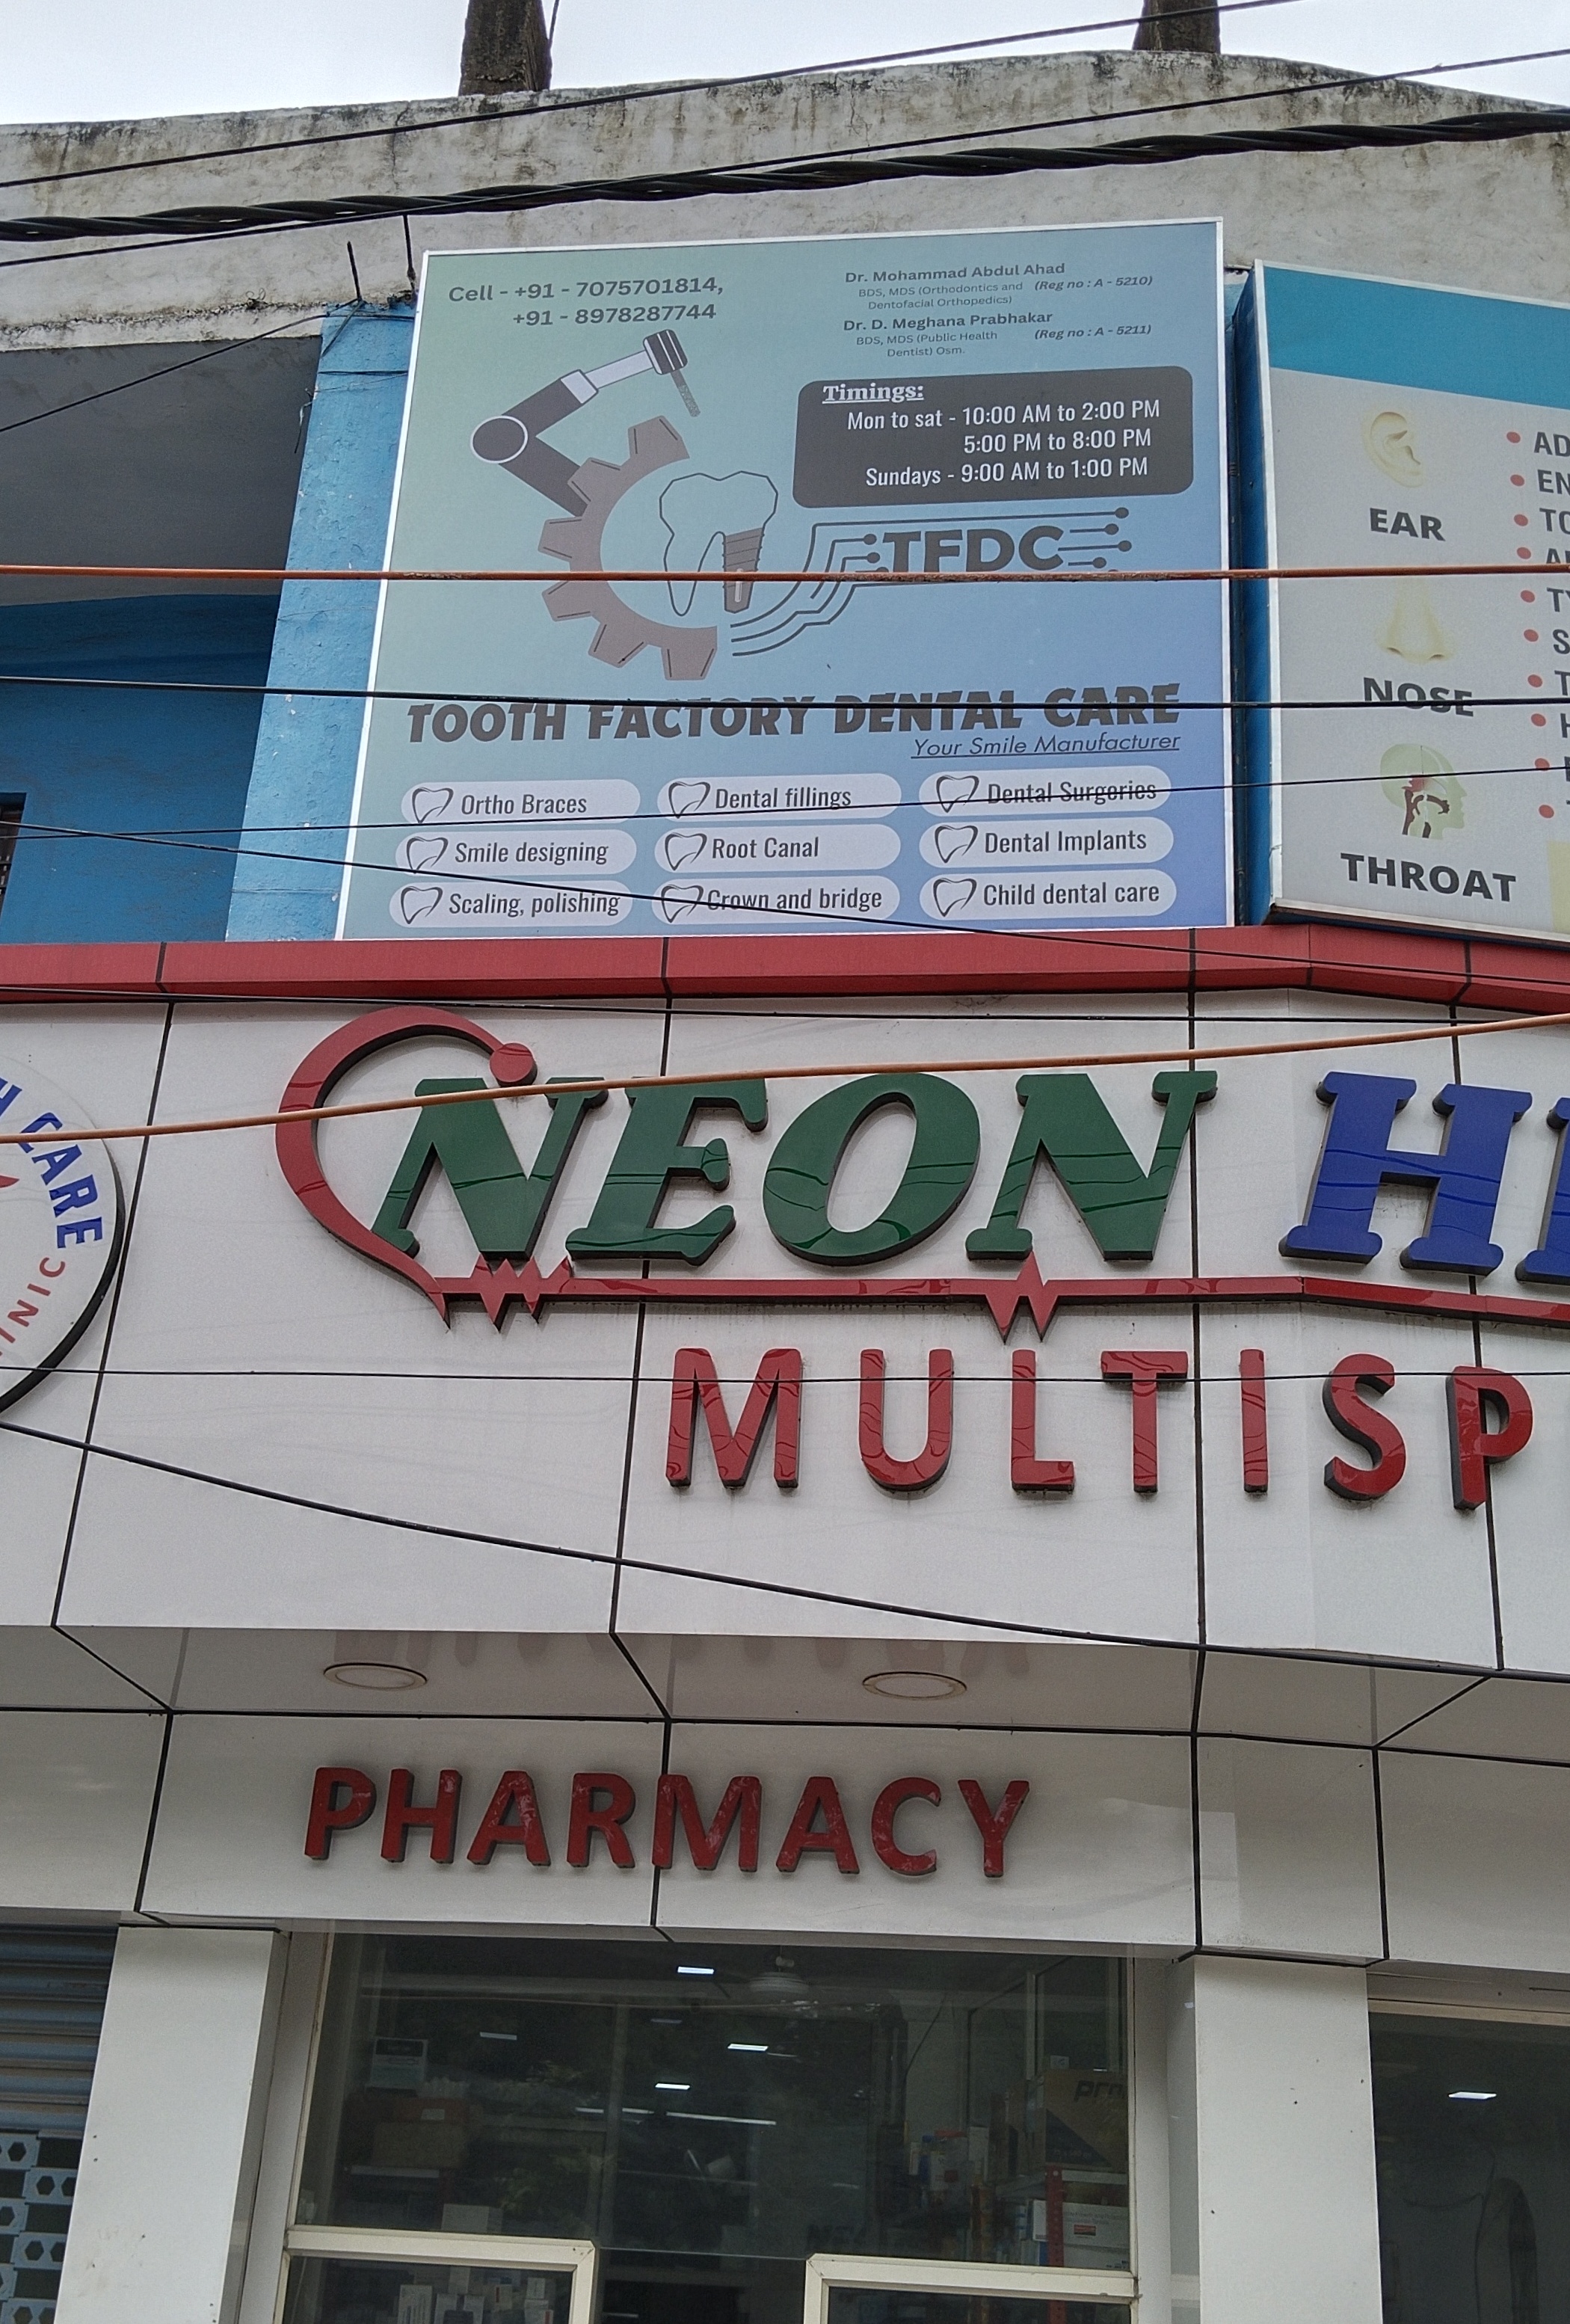 Cell - +91 - 7075701814,
+91 - 8978287744
Dr. Mohammad Abdul Ahad
BDS, MDS (Orthodontics and (Reg no : A - 5210)
Dentofacial Orthopedics)
Dr. D. Meghana Prabhakar
BDS, MDS (Public Health (Reg no : A - 5211)
Dentist) Osm.
Timings:
Mon to sat - 10:00 AM to 2:00 PM
5:00 PM to 8:00 PM
Sundays - 9:00 AM to 1:00 PM
TFDC
TOOTH FACTORY DENTAL CARE
Your Smile Manufacturer
Ortho Braces Dental fillings Dental Surgeries
Smile designing Root Canal Dental Implants
Scaling, polishing Crown and bridge Child dental care
EAR
NOSE
THROAT
CARE
NEON
MULTISP
PHARMACY